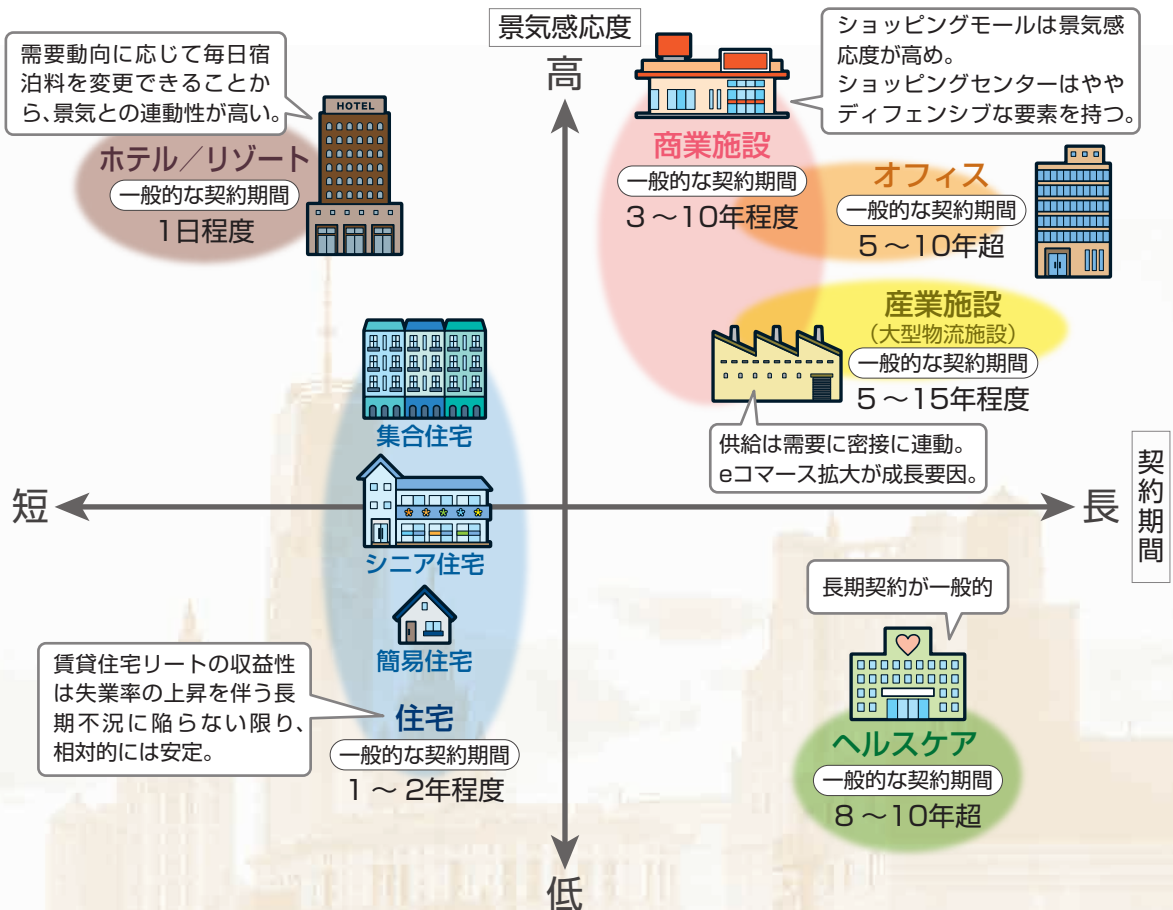 景気感応度
高
需要動向に応じて毎日宿
泊料を変更できることか
ら、景気との連動性が高い。
HOTEL
ホテル／リゾート
一般的な契約期間
1日程度
ショッピングモールは景気感
応度が高め。
ショッピングセンターはやや
ディフェンシブな要素を持つ。
商業施設
一般的な契約期間
3～10年程度
オフィス
一般的な契約期間
5～10年超
産業施設
（大型物流施設）
一般的な契約期間
5～15年程度
供給は需要に密接に連動。
eコマース拡大が成長要因。
集合住宅
シニア住宅
簡易住宅
住宅
一般的な契約期間
1～2年程度
賃貸住宅リートの収益性
は失業率の上昇を伴う長
期不況に陥らない限り、
相対的には安定。
短
長
契約期間
長期契約が一般的
ヘルスケア
一般的な契約期間
8～10年超
低